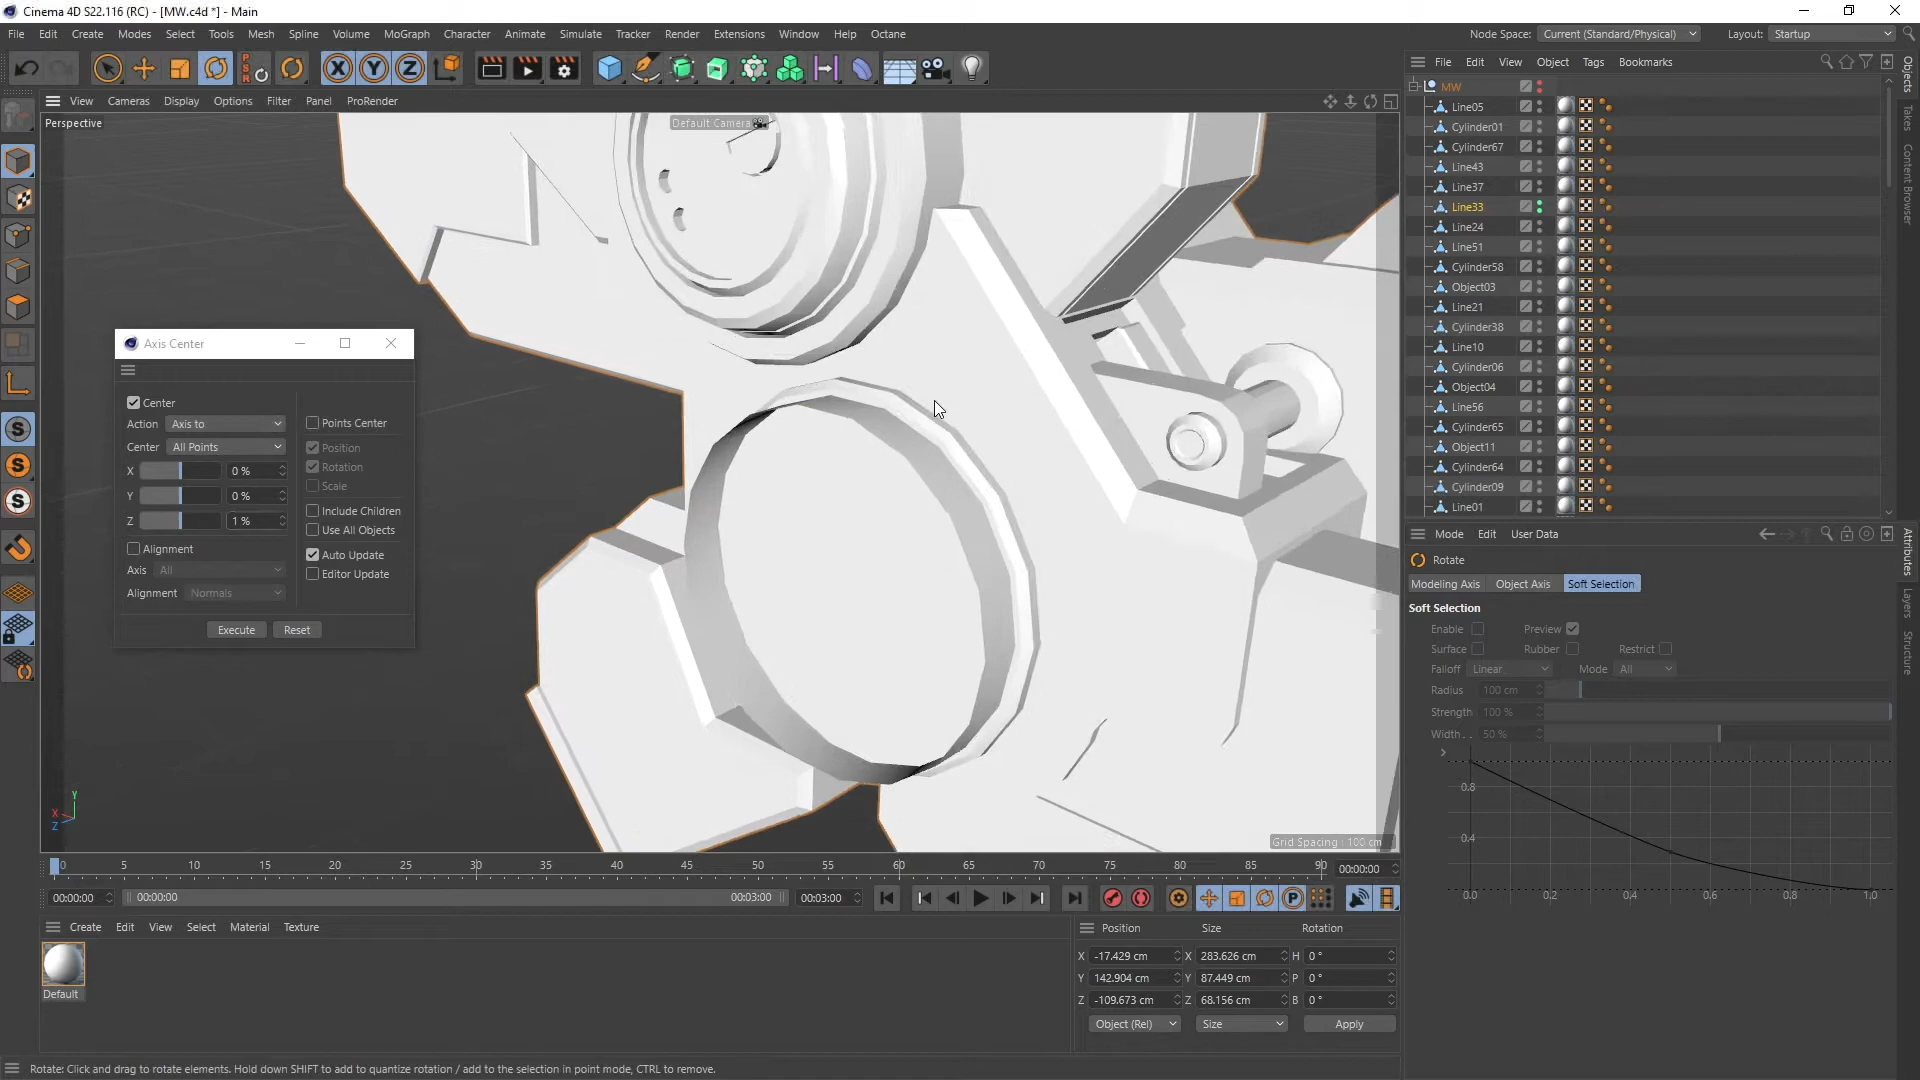 Cinema 4D S22.116 (RC) - [MW.c4d *] - Main
File Edit Create Modes Select Tools Mesh Spline Volume MoGraph Character Animate Simulate Tracker Render Extensions Window Help Octane
Node Space: Current (Standard/Physical) Layout: Startup
View Cameras Display Options Filter Panel ProRender
Perspective
Default Camera
Axis Center
Center
Action Axis to
Center All Points
X 0 %
Y 0 %
Z 1 %
Alignment
Axis All
Alignment Normals
Points Center
Position
Rotation
Scale
Include Children
Use All Objects
Auto Update
Editor Update
Execute Reset
Y
X
Z
Grid Spacing : 100 cm
0 5 10 15 20 25 30 35 40 45 50 55 60 65 70 75 80 85 90 00:00:00
00:00:00 00:00:00 00:03:00 00:03:00
Create Edit View Select Material Texture
Default
Position Size Rotation
X -17.429 cm X 283.626 cm H 0 °
Y 142.904 cm Y 87.449 cm P 0 °
Z -109.673 cm Z 68.156 cm B 0 °
Object (Rel) Size Apply
Rotate: Click and drag to rotate elements. Hold down SHIFT to add to quantize rotation / add to the selection in point mode, CTRL to remove.
File Edit View Object Tags Bookmarks
MW
Line05
Cylinder01
Cylinder67
Line43
Line37
Line33
Line24
Line51
Cylinder58
Object03
Line21
Cylinder38
Line10
Cylinder06
Object04
Line56
Cylinder65
Object11
Cylinder64
Cylinder09
Line01
Mode Edit User Data
Rotate
Modeling Axis Object Axis Soft Selection
Soft Selection
Enable Preview
Surface Rubber Restrict
Falloff Linear Mode All
Radius 100 cm
Strength 100 %
Width . . 50 %
0.8
0.4
0.0 0.2 0.4 0.6 0.8 1.0
Objects
Takes
Content Browser
Attributes
Layers
Structure